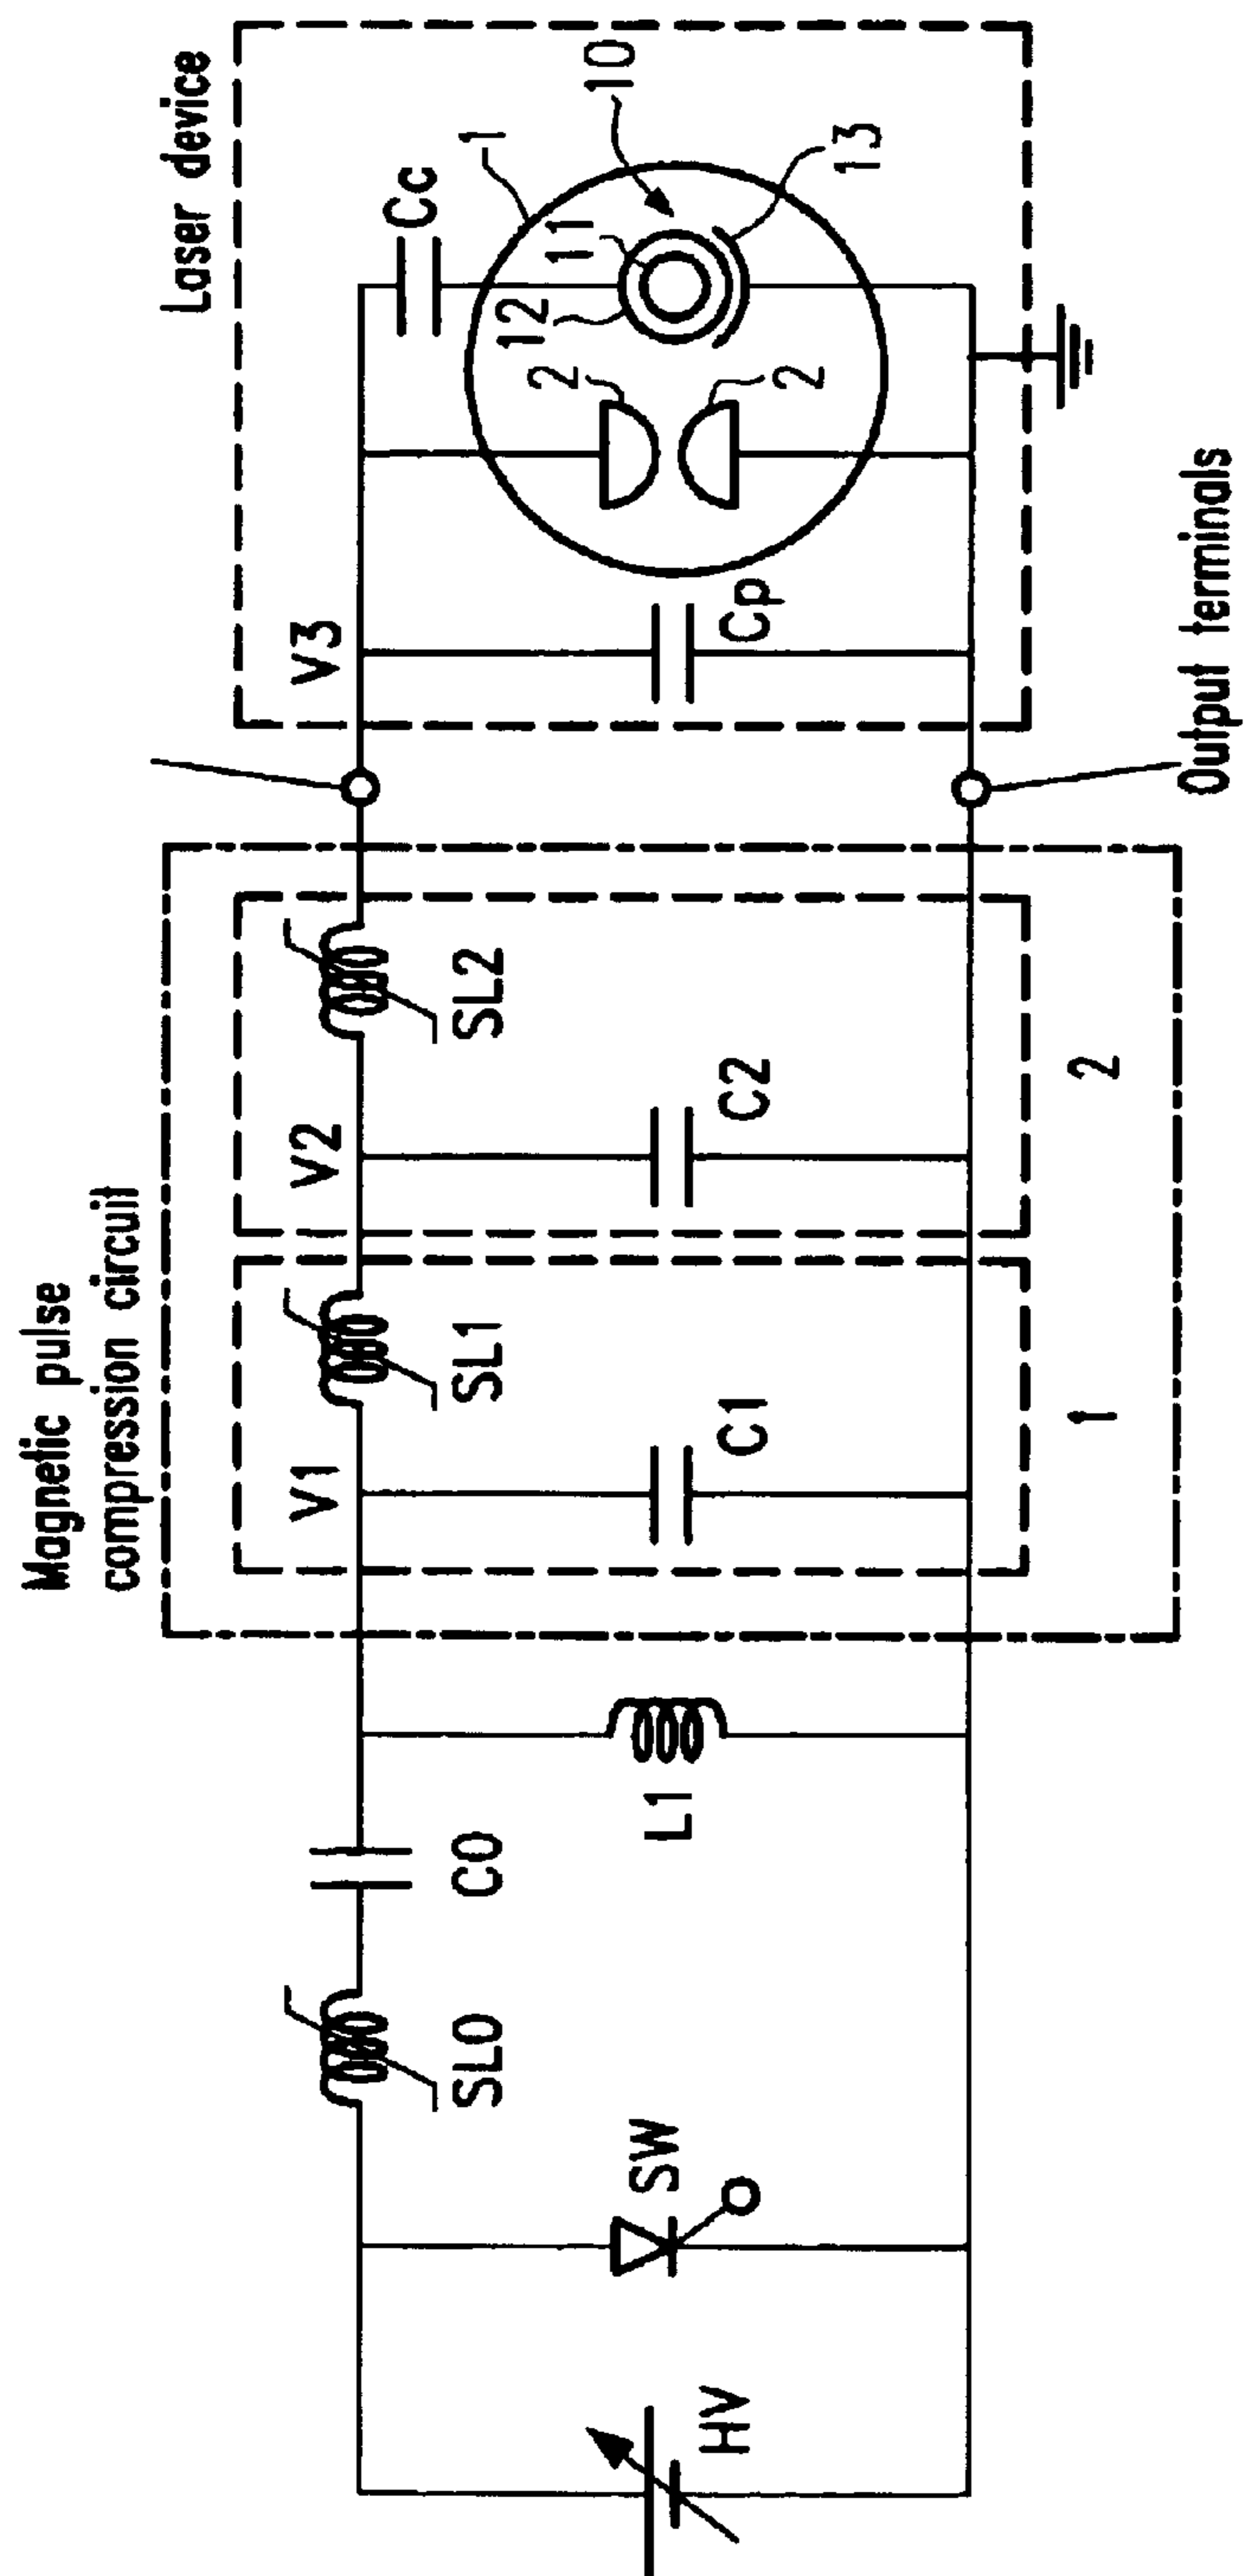 Magnetic pulse
compression circuit
Laser device
V1
V2
V3
SL0
C0
SL1
SL2
Cc
1
10
11
12
13
2
2
HV
SW
L1
C1
C2
Cp
1
2
Output terminals